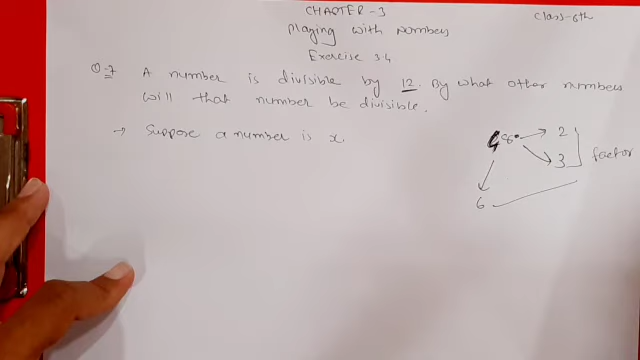 CHAPTER-3
Class-6th
Playing with Numbers
Exercise 3.4
Q-7 A number is divisible by 12. By what other numbers
will that number be divisible.
→ Suppose a number is x
2
3
factor
6